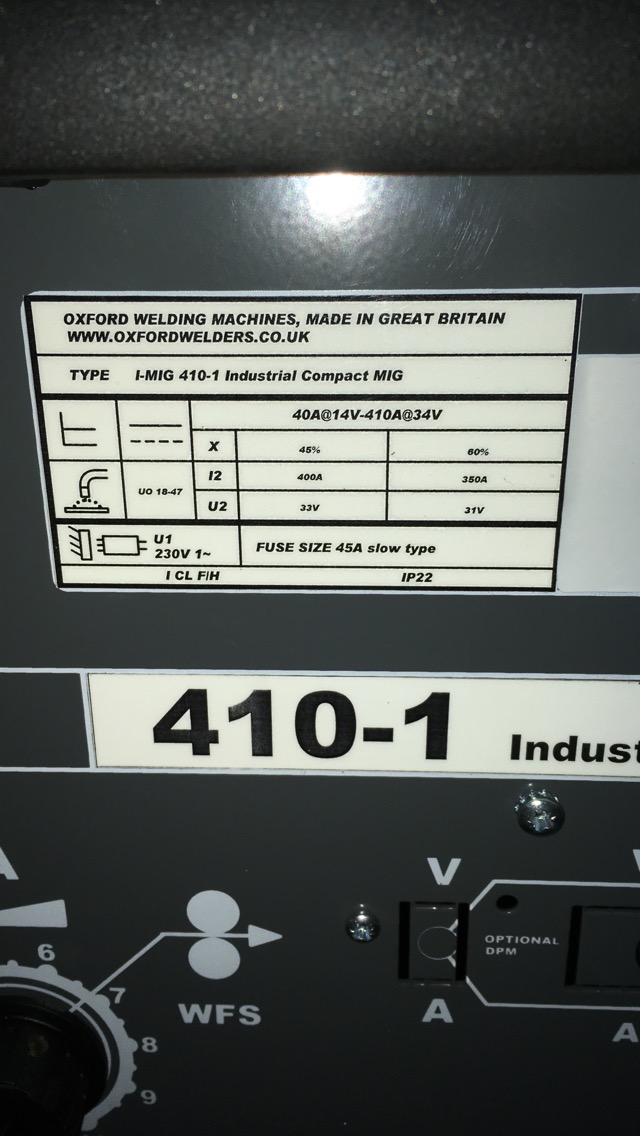 OXFORD WELDING MACHINES, MADE IN GREAT BRITAIN
WWW.OXFORDWELDERS.CO.UK
TYPE I-MIG 410-1 Industrial Compact MIG
40A@14V-410A@34V
X 45% 60%
UO 18-47
I2 400A 350A
U2 33V 31V
U1
230V 1~
FUSE SIZE 45A slow type
I CL F/H IP22
410-1 Indust
A
V
6
7
8
9
WFS
OPTIONAL
DPM
A
A